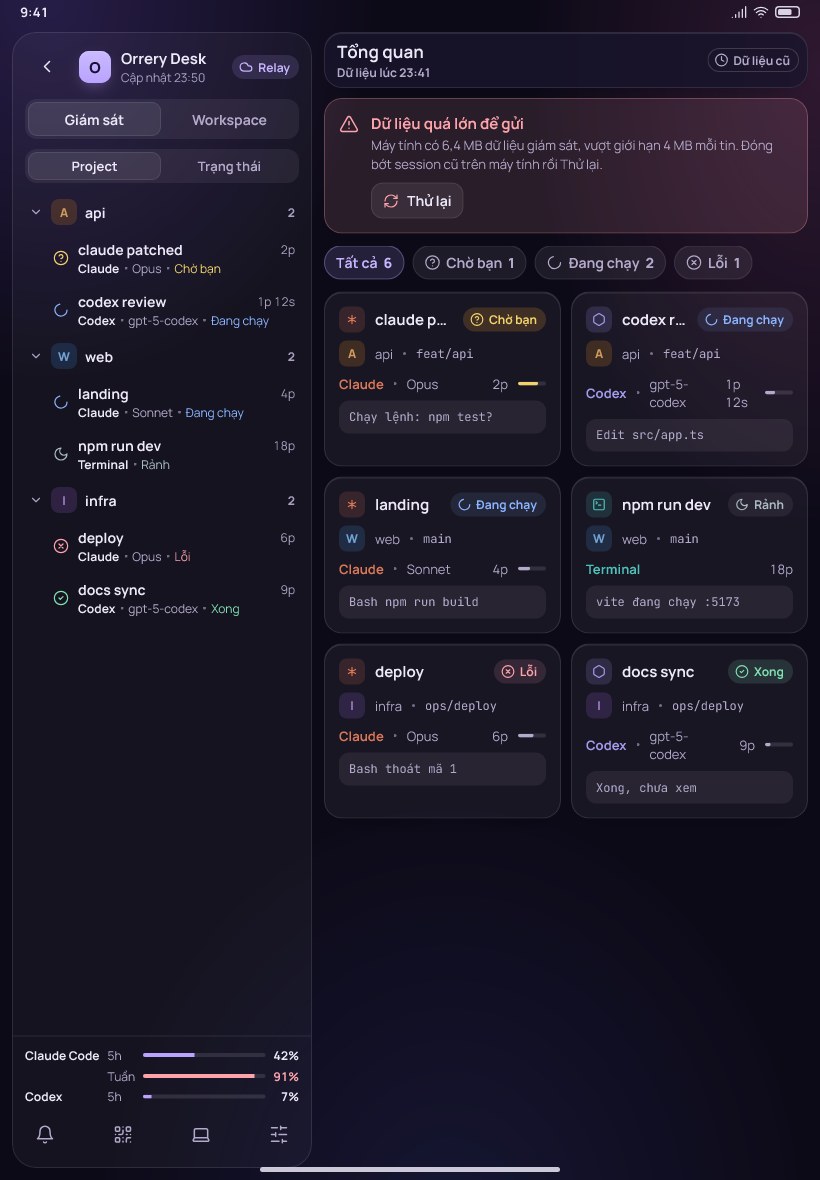 9:41
O
Orrery Desk
Cập nhật 23:50
Relay
Giám sát
Workspace
Project
Trạng thái
A api 2
claude patched 2p
Claude • Opus • Chờ bạn
codex review 1p 12s
Codex • gpt-5-codex • Đang chạy
W web 2
landing 4p
Claude • Sonnet • Đang chạy
npm run dev 18p
Terminal • Rảnh
I infra 2
deploy 6p
Claude • Opus • Lỗi
docs sync 9p
Codex • gpt-5-codex • Xong
Claude Code 5h 42%
Tuần 91%
Codex 5h 7%
Tổng quan
Dữ liệu lúc 23:41
Dữ liệu cũ
Dữ liệu quá lớn để gửi
Máy tính có 6,4 MB dữ liệu giám sát, vượt giới hạn 4 MB mỗi tin. Đóng
bớt session cũ trên máy tính rồi Thử lại.
Thử lại
Tất cả 6
Chờ bạn 1
Đang chạy 2
Lỗi 1
claude p... Chờ bạn
A api • feat/api
Claude • Opus 2p
Chạy lệnh: npm test?
codex r... Đang chạy
A api • feat/api
Codex • gpt-5-
codex 1p
12s
Edit src/app.ts
landing Đang chạy
W web • main
Claude • Sonnet 4p
Bash npm run build
npm run dev Rảnh
W web • main
Terminal 18p
vite đang chạy :5173
deploy Lỗi
I infra • ops/deploy
Claude • Opus 6p
Bash thoát mã 1
docs sync Xong
I infra • ops/deploy
Codex • gpt-5-
codex 9p
Xong, chưa xem